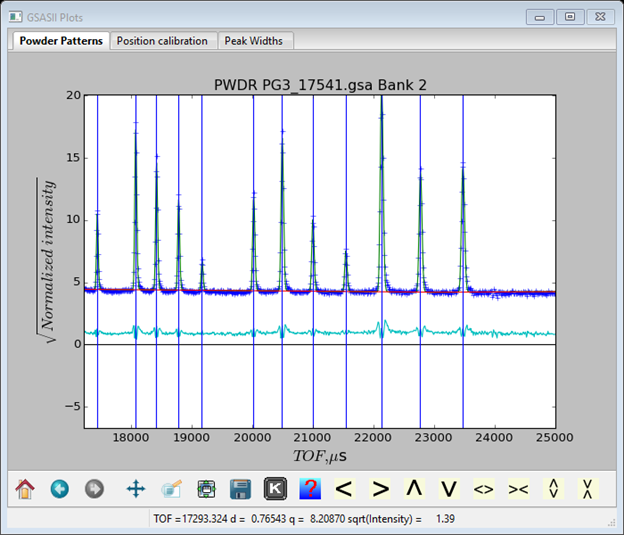 GSASII Plots
Powder Patterns Position calibration Peak Widths
PWDR PG3_17541.gsa Bank 2
20
15
10
5
0
−5
√Normalized intensity
18000 19000 20000 21000 22000 23000 24000 25000
TOF,μs
K ? < > Λ V <> >< 
TOF =17293.324 d = 0.76543 q = 8.20870 sqrt(Intensity) = 1.39